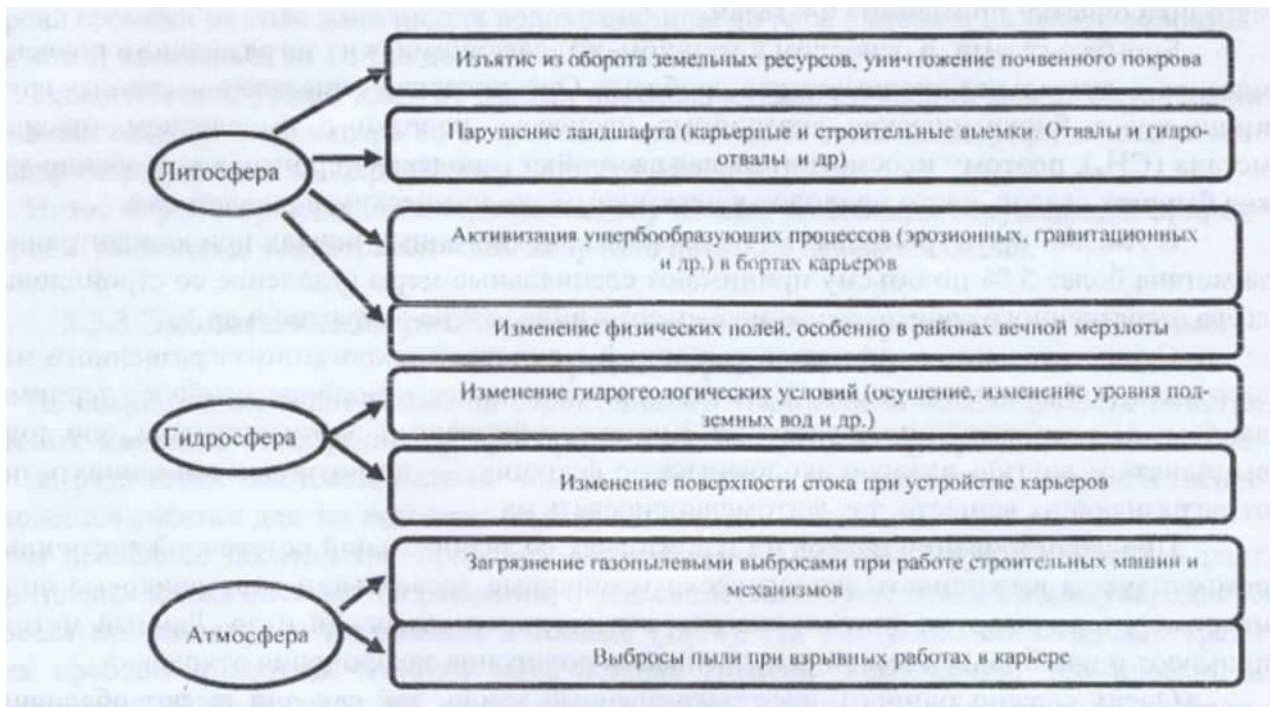 Изъятие из оборота земельных ресурсов, уничтожение почвенного покрова
Нарушение ландшафта (карьерные и строительные выемки. Отвалы и гидро-
отвалы и др)
Литосфера
Активизация ущербообразующих процессов (эрозионных, гравитационных
и др.) в бортах карьеров
Изменение физических полей, особенно в районах вечной мерзлоты
Изменение гидрогеологических условий (осушение, изменение уровня под-
земных вод и др.)
Гидросфера
Изменение поверхности стока при устройстве карьеров
Загрязнение газопылевыми выбросами при работе строительных машин и
механизмов
Атмосфера
Выбросы пыли при взрывных работах в карьере